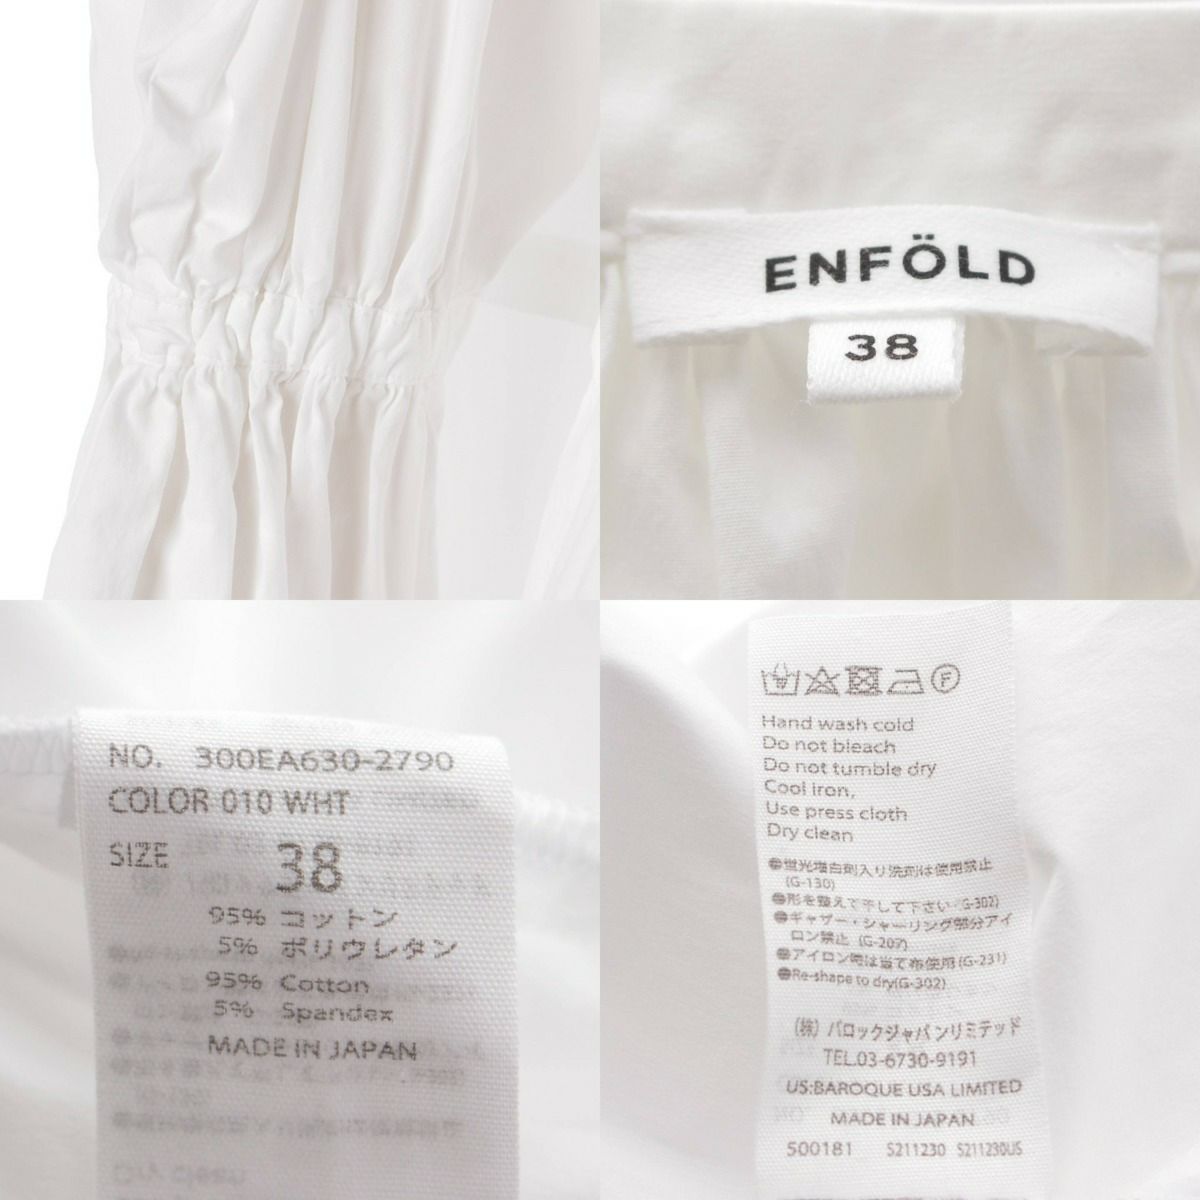 ENFÖLD
38
NO. 300EA630-2790
COLOR 010 WHT
SIZE 38
95% コットン
5% ポリウレタン
95% Cotton
5% Spandex
MADE IN JAPAN
F
Hand wash cold
Do not bleach
Do not tumble dry
Cool iron,
Use press cloth
Dry clean
●蛍光増白剤入り洗剤は使用禁止
(G-130)
●形を整えて干して下さい(G-302)
●ギャザー・シャーリング部分アイ
ロン禁止 (G-207)
●アイロン時は当て布使用(G-231)
●Re-shape to dry(G-302)
(株) バロックジャパンリミテッド
TEL.03-6730-9191
US:BAROQUE USA LIMITED
MADE IN JAPAN
500181 S211230 S211230US